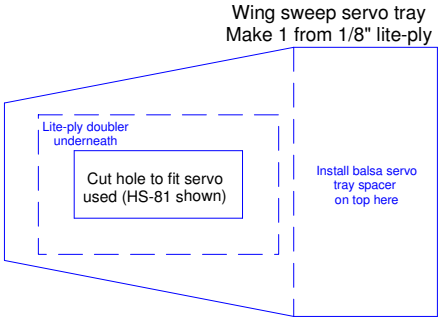 Wing sweep servo tray
Make 1 from 1/8" lite-ply
Lite-ply doubler
underneath
Cut hole to fit servo
used (HS-81 shown)
Install balsa servo
tray spacer
on top here